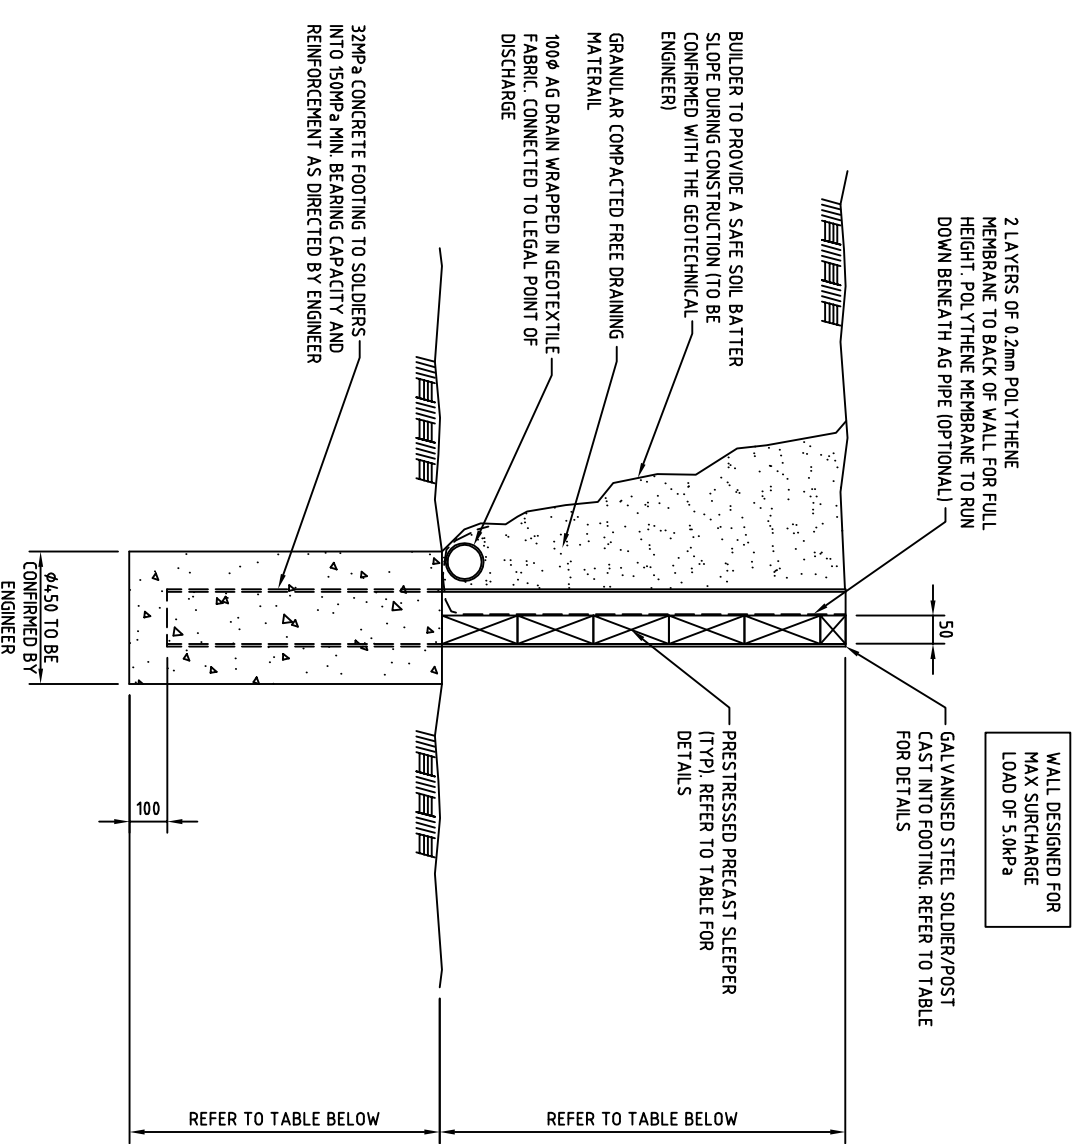 2 LAYERS OF 0.2mm POLYTHENE
MEMBRANE TO BACK OF WALL FOR FULL
HEIGHT. POLYTHENE MEMBRANE TO RUN
DOWN BENEATH AG PIPE (OPTIONAL)
BUILDER TO PROVIDE A SAFE SOIL BATTER
SLOPE DURING CONSTRUCTION (TO BE
CONFIRMED WITH THE GEOTECHNICAL
ENGINEER)
GRANULAR COMPACTED FREE DRAINING
MATERAIL
100Ø AG DRAIN WRAPPED IN GEOTEXTILE
FABRIC. CONNECTED TO LEGAL POINT OF
DISCHARGE
32MPa CONCRETE FOOTING TO SOLDIERS
INTO 150MPa MIN. BEARING CAPACITY AND
REINFORCEMENT AS DIRECTED BY ENGINEER
50
WALL DESIGNED FOR
MAX SURCHARGE
LOAD OF 5.0kPa
GALVANISED STEEL SOLDIER/POST
CAST INTO FOOTING. REFER TO TABLE
FOR DETAILS
PRESTRESSED PRECAST SLEEPER
(TYP). REFER TO TABLE FOR
DETAILS
Ø450 TO BE
CONFIRMED BY
ENGINEER
100
REFER TO TABLE BELOW
REFER TO TABLE BELOW